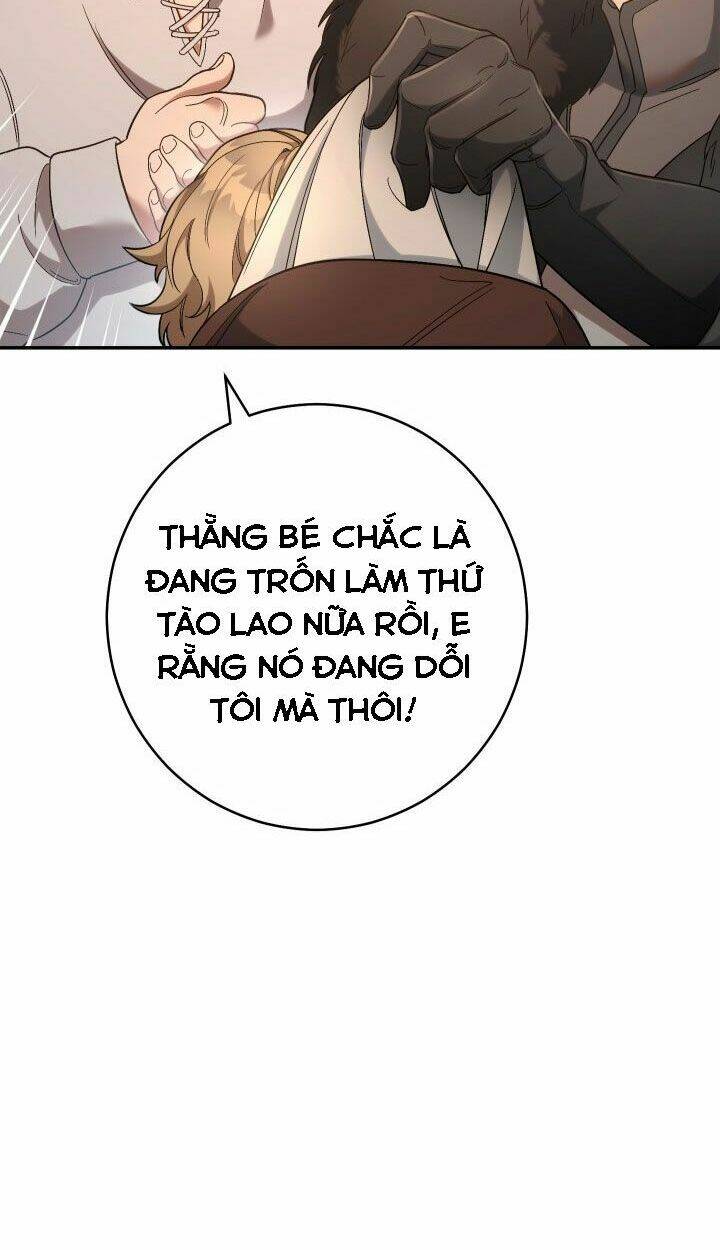 THẰNG BÉ CHẮC LÀ
ĐANG TRỐN LÀM THỨ
TÀO LAO NỮA RỒI, E
RẰNG NÓ ĐANG DỖI
TÔI MÀ THÔI!